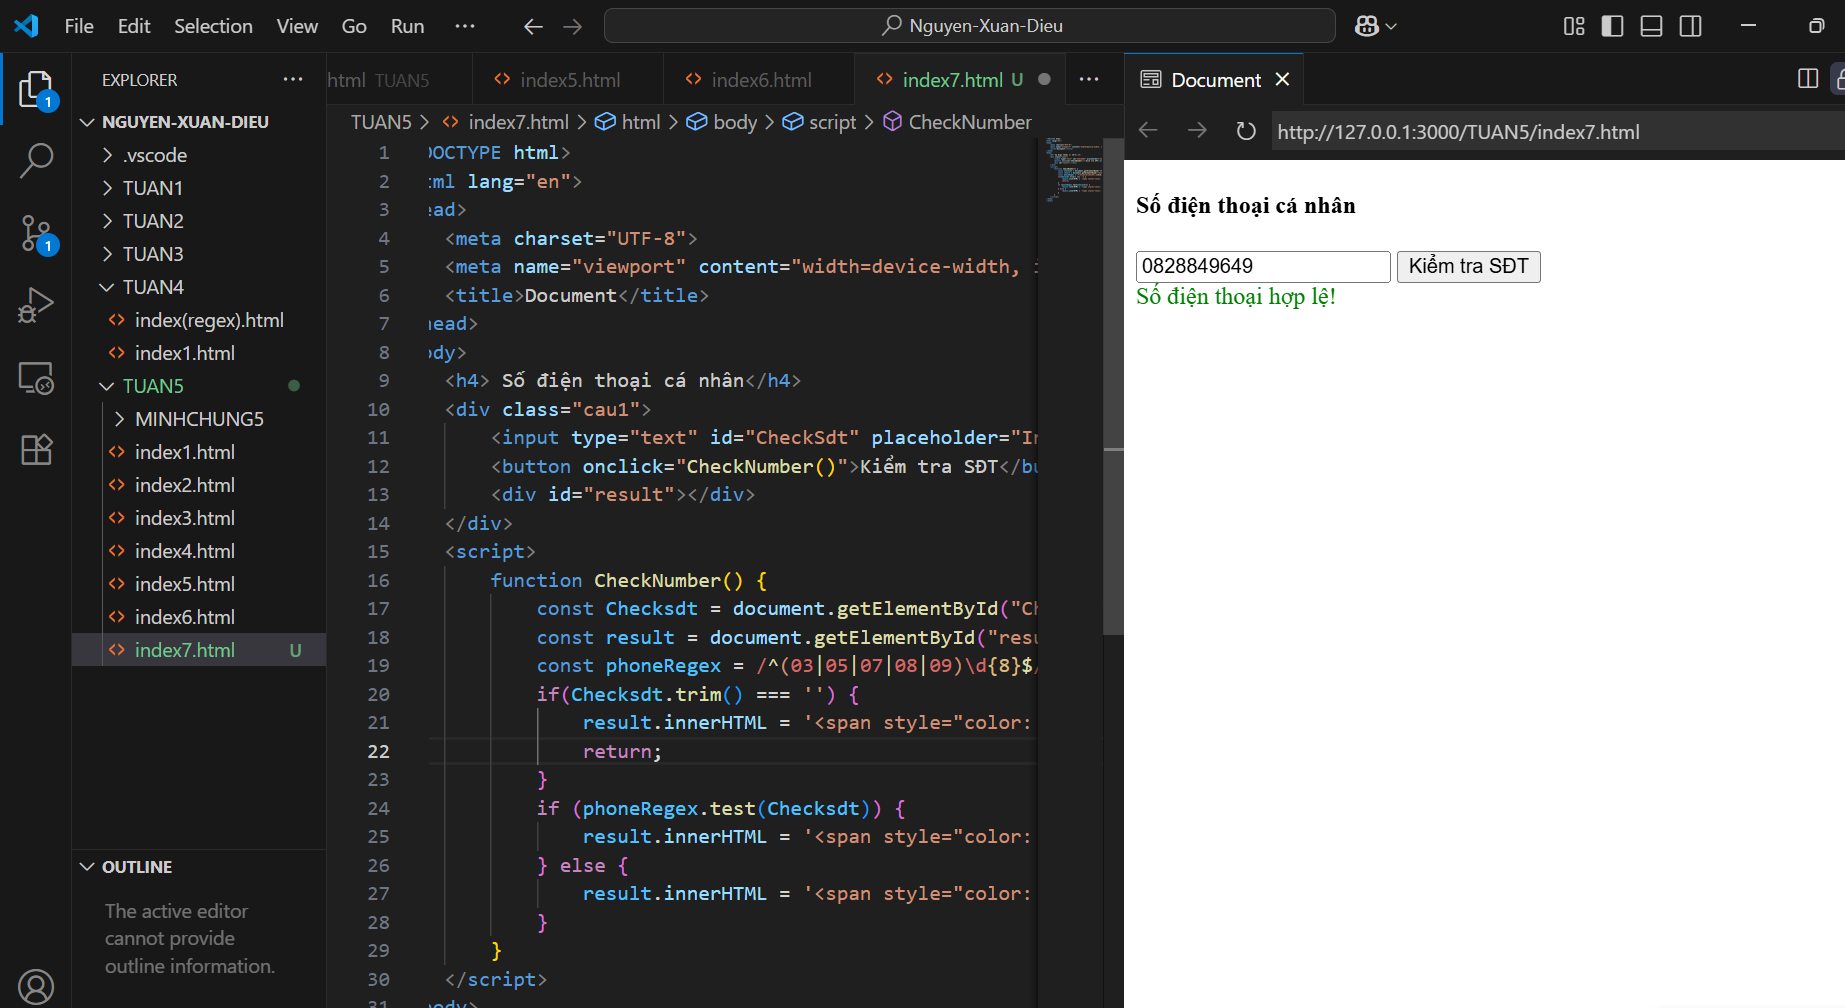 File Edit Selection View Go Run ···
Nguyen-Xuan-Dieu
EXPLORER ···
NGUYEN-XUAN-DIEU
.vscode
TUAN1
TUAN2
TUAN3
TUAN4
index(regex).html
index1.html
TUAN5
MINHCHUNG5
index1.html
index2.html
index3.html
index4.html
index5.html
index6.html
index7.html U
OUTLINE
The active editor
cannot provide
outline information.
1
1
html TUAN5
index5.html
index6.html
index7.html U
···
TUAN5 > index7.html > html > body > script > CheckNumber
1 OCTYPE html>
2 ml lang="en">
3 ead>
4 <meta charset="UTF-8">
5 <meta name="viewport" content="width=device-width,
6 <title>Document</title>
7 head>
8 ody>
9 <h4> Số điện thoại cá nhân</h4>
10 <div class="cau1">
11 <input type="text" id="CheckSdt" placeholder="In
12 <button onclick="CheckNumber()">Kiểm tra SĐT</bu
13 <div id="result"></div>
14 </div>
15 <script>
16 function CheckNumber() {
17 const Checksdt = document.getElementById("Ch
18 const result = document.getElementById("resu
19 const phoneRegex = /^(03|05|07|08|09)\d{8}$/
20 if(Checksdt.trim() === '') {
21 result.innerHTML = '<span style="color:
22 return;
23 }
24 if (phoneRegex.test(Checksdt)) {
25 result.innerHTML = '<span style="color:
26 } else {
27 result.innerHTML = '<span style="color:
28 }
29 }
30 </script>
31 body>
Document
http://127.0.0.1:3000/TUAN5/index7.html
Số điện thoại cá nhân
0828849649 Kiểm tra SĐT
Số điện thoại hợp lệ!